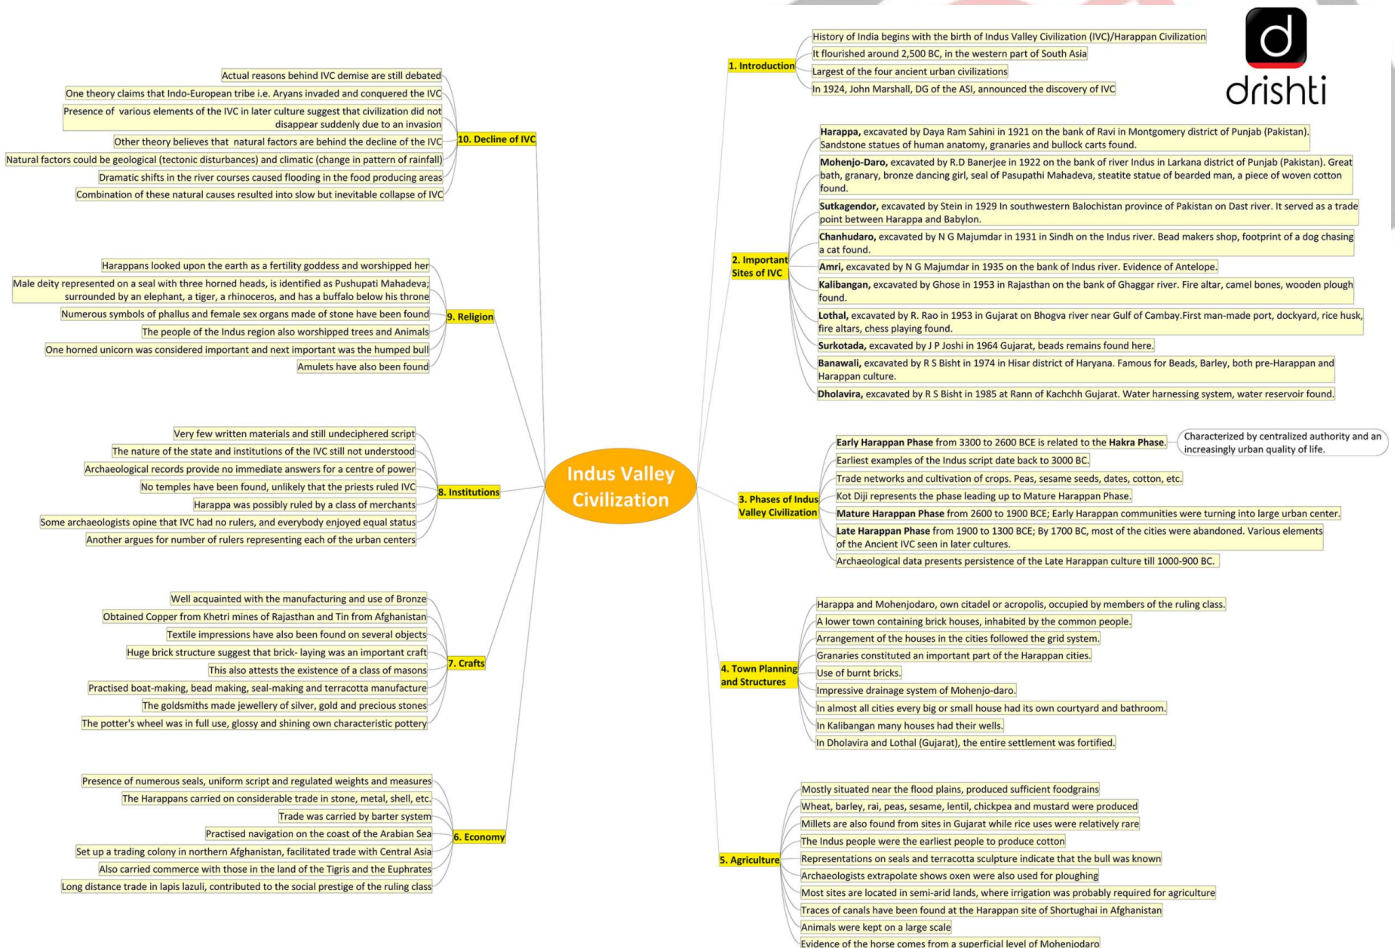 drishti
Indus Valley
Civilization
1. Introduction
History of India begins with the birth of Indus Valley Civilization (IVC)/Harappan Civilization
It flourished around 2,500 BC, in the western part of South Asia
Largest of the four ancient urban civilizations
In 1924, John Marshall, DG of the ASI, announced the discovery of IVC
2. Important
Sites of IVC
Harappa, excavated by Daya Ram Sahini in 1921 on the bank of Ravi in Montgomery district of Punjab (Pakistan).
Sandstone statues of human anatomy, granaries and bullock carts found.
Mohenjo-Daro, excavated by R.D Banerjee in 1922 on the bank of river Indus in Larkana district of Punjab (Pakistan). Great
bath, granary, bronze dancing girl, seal of Pasupathi Mahadeva, steatite statue of bearded man, a piece of woven cotton
found.
Sutkagendor, excavated by Stein in 1929 In southwestern Balochistan province of Pakistan on Dast river. It served as a trade
point between Harappa and Babylon.
Chanhudaro, excavated by N G Majumdar in 1931 in Sindh on the Indus river. Bead makers shop, footprint of a dog chasing
a cat found.
Amri, excavated by N G Majumdar in 1935 on the bank of Indus river. Evidence of Antelope.
Kalibangan, excavated by Ghose in 1953 in Rajasthan on the bank of Ghaggar river. Fire altar, camel bones, wooden plough
found.
Lothal, excavated by R. Rao in 1953 in Gujarat on Bhogva river near Gulf of Cambay.First man-made port, dockyard, rice husk,
fire altars, chess playing found.
Surkotada, excavated by J P Joshi in 1964 Gujarat, beads remains found here.
Banawali, excavated by R S Bisht in 1974 in Hisar district of Haryana. Famous for Beads, Barley, both pre-Harappan and
Harappan culture.
Dholavira, excavated by R S Bisht in 1985 at Rann of Kachchh Gujarat. Water harnessing system, water reservoir found.
3. Phases of Indus
Valley Civilization
Early Harappan Phase from 3300 to 2600 BCE is related to the Hakra Phase.
Characterized by centralized authority and an
increasingly urban quality of life.
Earliest examples of the Indus script date back to 3000 BC.
Trade networks and cultivation of crops. Peas, sesame seeds, dates, cotton, etc.
Kot Diji represents the phase leading up to Mature Harappan Phase.
Mature Harappan Phase from 2600 to 1900 BCE; Early Harappan communities were turning into large urban center.
Late Harappan Phase from 1900 to 1300 BCE; By 1700 BC, most of the cities were abandoned. Various elements
of the Ancient IVC seen in later cultures.
Archaeological data presents persistence of the Late Harappan culture till 1000-900 BC.
4. Town Planning
and Structures
Harappa and Mohenjodaro, own citadel or acropolis, occupied by members of the ruling class.
A lower town containing brick houses, inhabited by the common people.
Arrangement of the houses in the cities followed the grid system.
Granaries constituted an important part of the Harappan cities.
Use of burnt bricks.
Impressive drainage system of Mohenjo-daro.
In almost all cities every big or small house had its own courtyard and bathroom.
In Kalibangan many houses had their wells.
In Dholavira and Lothal (Gujarat), the entire settlement was fortified.
5. Agriculture
Mostly situated near the flood plains, produced sufficient foodgrains
Wheat, barley, rai, peas, sesame, lentil, chickpea and mustard were produced
Millets are also found from sites in Gujarat while rice uses were relatively rare
The Indus people were the earliest people to produce cotton
Representations on seals and terracotta sculpture indicate that the bull was known
Archaeologists extrapolate shows oxen were also used for ploughing
Most sites are located in semi-arid lands, where irrigation was probably required for agriculture
Traces of canals have been found at the Harappan site of Shortughai in Afghanistan
Animals were kept on a large scale
Evidence of the horse comes from a superficial level of Mohenjodaro
6. Economy
Presence of numerous seals, uniform script and regulated weights and measures
The Harappans carried on considerable trade in stone, metal, shell, etc.
Trade was carried by barter system
Practised navigation on the coast of the Arabian Sea
Set up a trading colony in northern Afghanistan, facilitated trade with Central Asia
Also carried commerce with those in the land of the Tigris and the Euphrates
Long distance trade in lapis lazuli, contributed to the social prestige of the ruling class
7. Crafts
Well acquainted with the manufacturing and use of Bronze
Obtained Copper from Khetri mines of Rajasthan and Tin from Afghanistan
Textile impressions have also been found on several objects
Huge brick structure suggest that brick- laying was an important craft
This also attests the existence of a class of masons
Practised boat-making, bead making, seal-making and terracotta manufacture
The goldsmiths made jewellery of silver, gold and precious stones
The potter's wheel was in full use, glossy and shining own characteristic pottery
8. Institutions
Very few written materials and still undeciphered script
The nature of the state and institutions of the IVC still not understood
Archaeological records provide no immediate answers for a centre of power
No temples have been found, unlikely that the priests ruled IVC
Harappa was possibly ruled by a class of merchants
Some archaeologists opine that IVC had no rulers, and everybody enjoyed equal status
Another argues for number of rulers representing each of the urban centers
9. Religion
Harappans looked upon the earth as a fertility goddess and worshipped her
Male deity represented on a seal with three horned heads, is identified as Pushupati Mahadeva;
surrounded by an elephant, a tiger, a rhinoceros, and has a buffalo below his throne
Numerous symbols of phallus and female sex organs made of stone have been found
The people of the Indus region also worshipped trees and Animals
One horned unicorn was considered important and next important was the humped bull
Amulets have also been found
10. Decline of IVC
Actual reasons behind IVC demise are still debated
One theory claims that Indo-European tribe i.e. Aryans invaded and conquered the IVC
Presence of various elements of the IVC in later culture suggest that civilization did not
disappear suddenly due to an invasion
Other theory believes that natural factors are behind the decline of the IVC
Natural factors could be geological (tectonic disturbances) and climatic (change in pattern of rainfall)
Dramatic shifts in the river courses caused flooding in the food producing areas
Combination of these natural causes resulted into slow but inevitable collapse of IVC